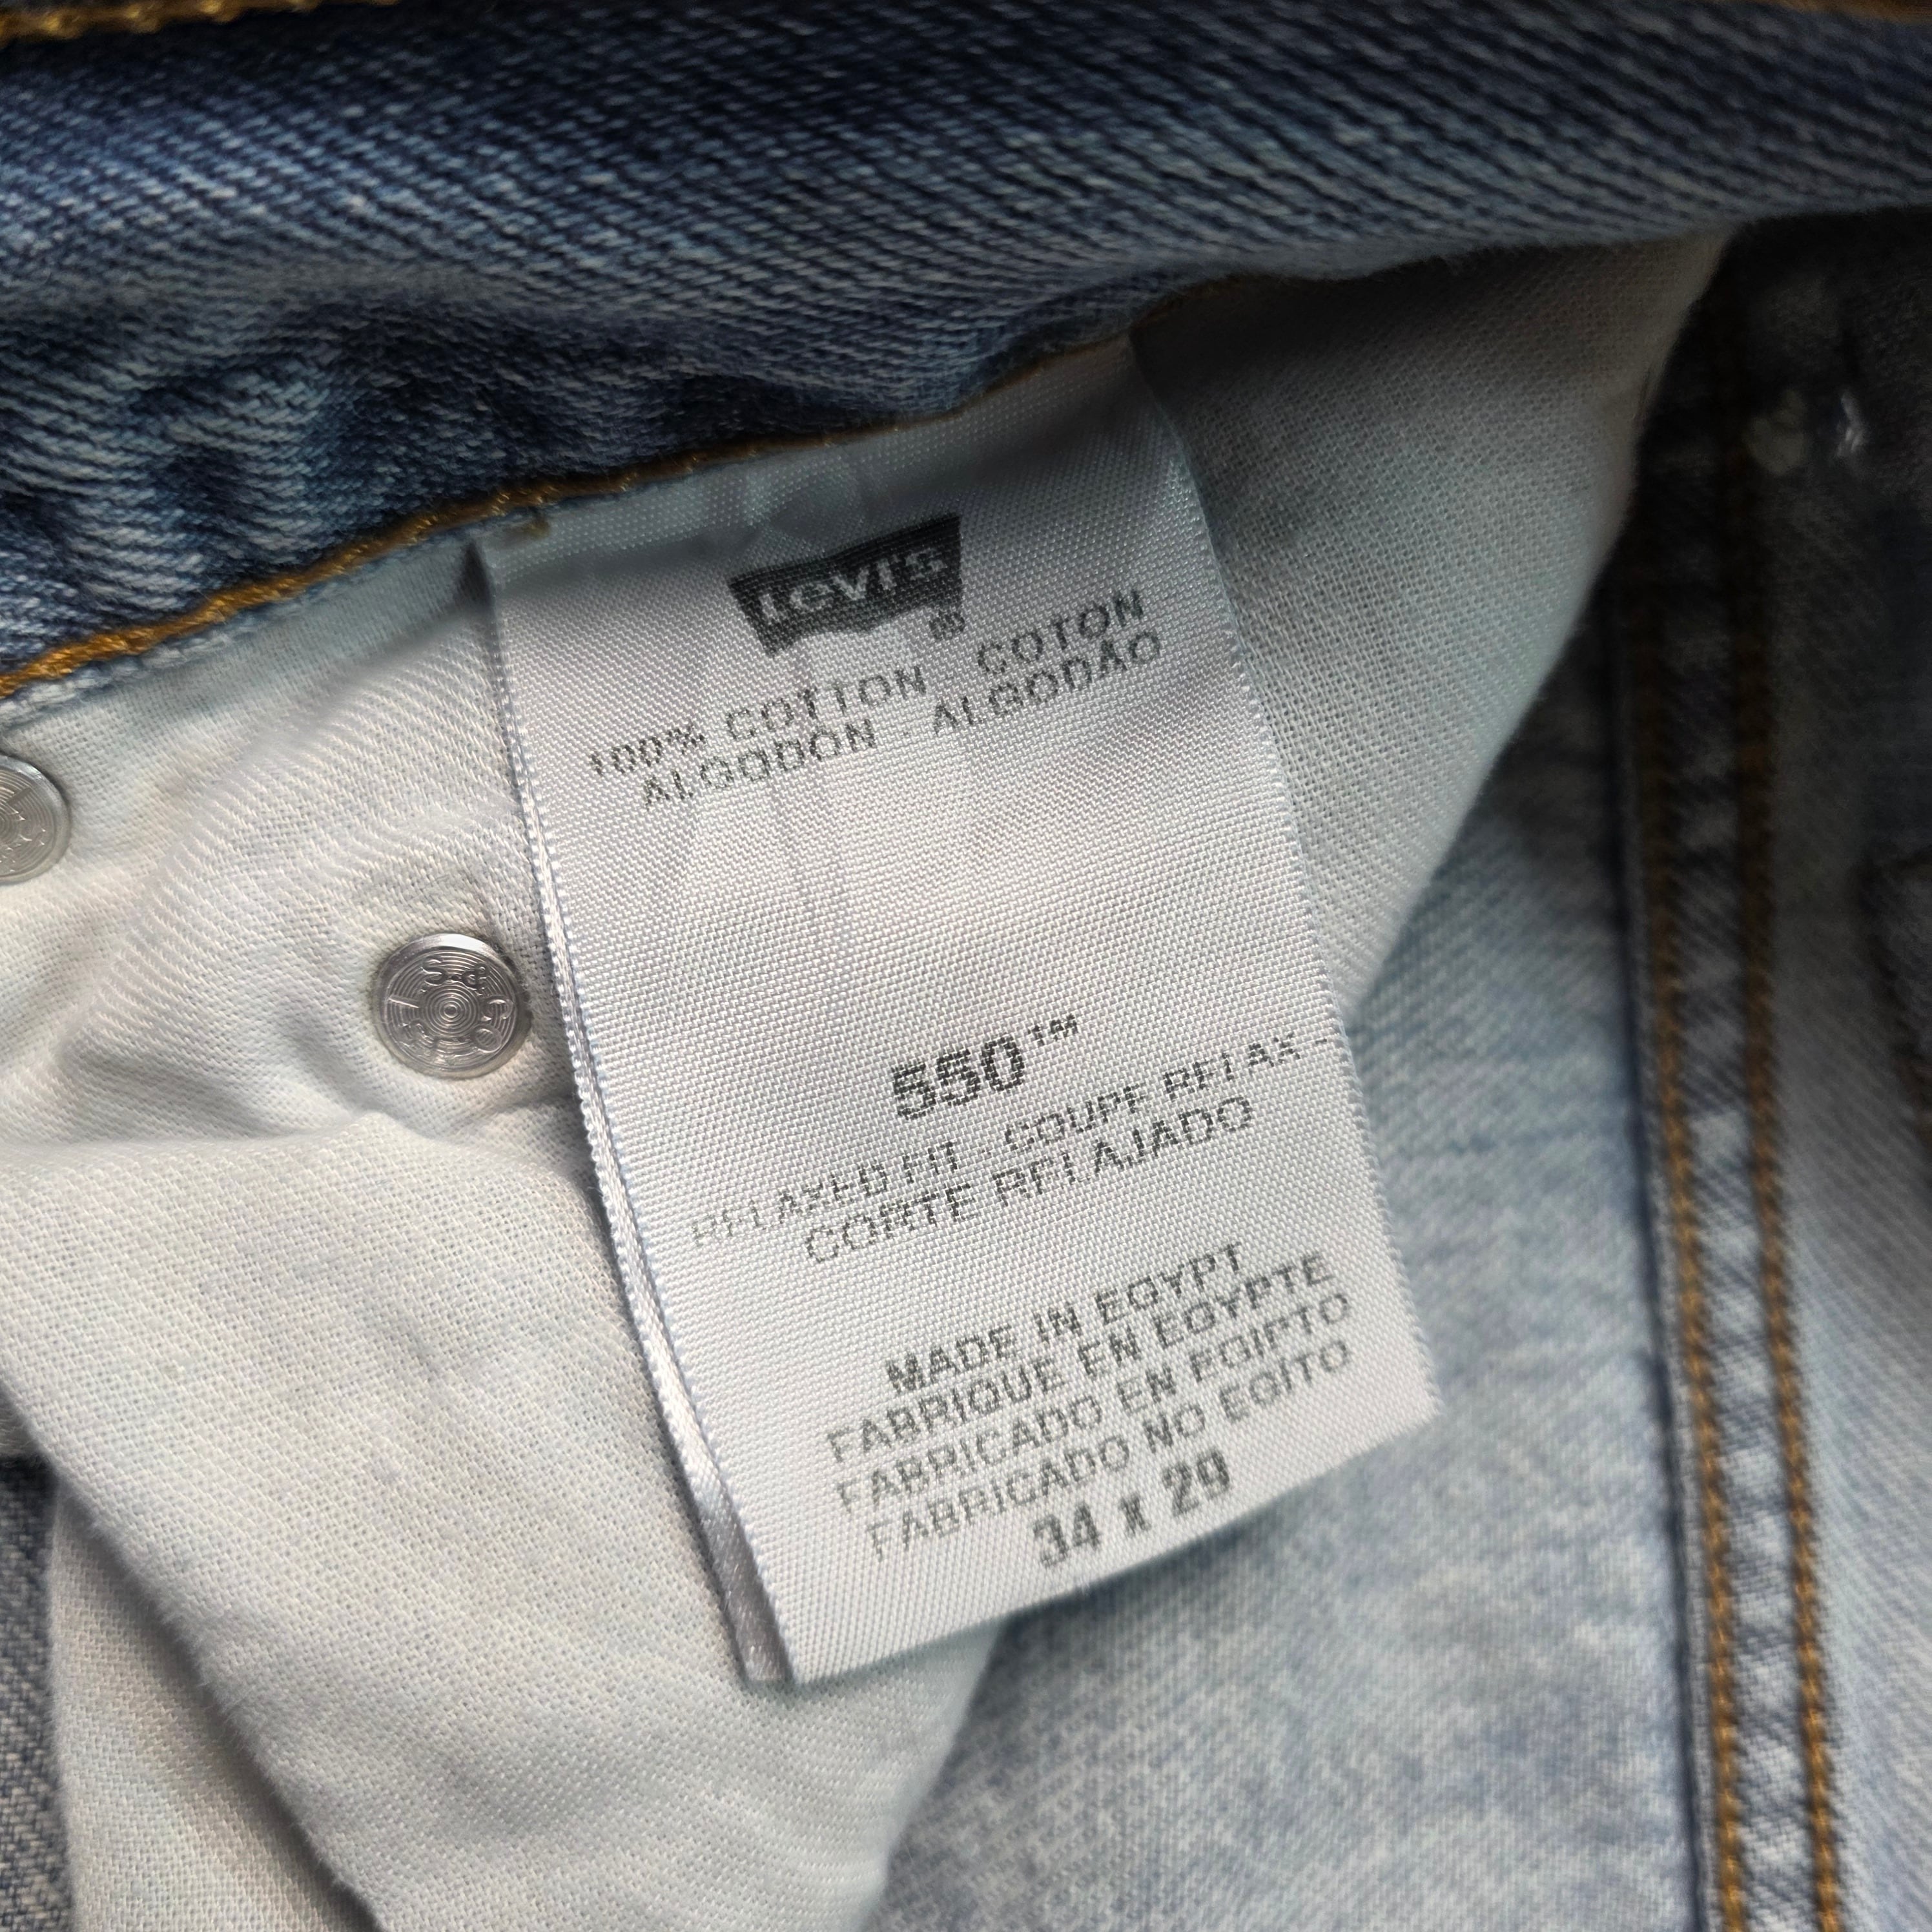 Levi's
®
100% COTTON COTON
ALGODÓN - ALGODÃO
550™
RELAXED FIT - COUPE RELAX -
CORTE RELAJADO
MADE IN EGYPT
FABRIQUE EN EGYPTE
FABRICADO EN EGIPTO
FABRICADO NO EGITO
34 x 29